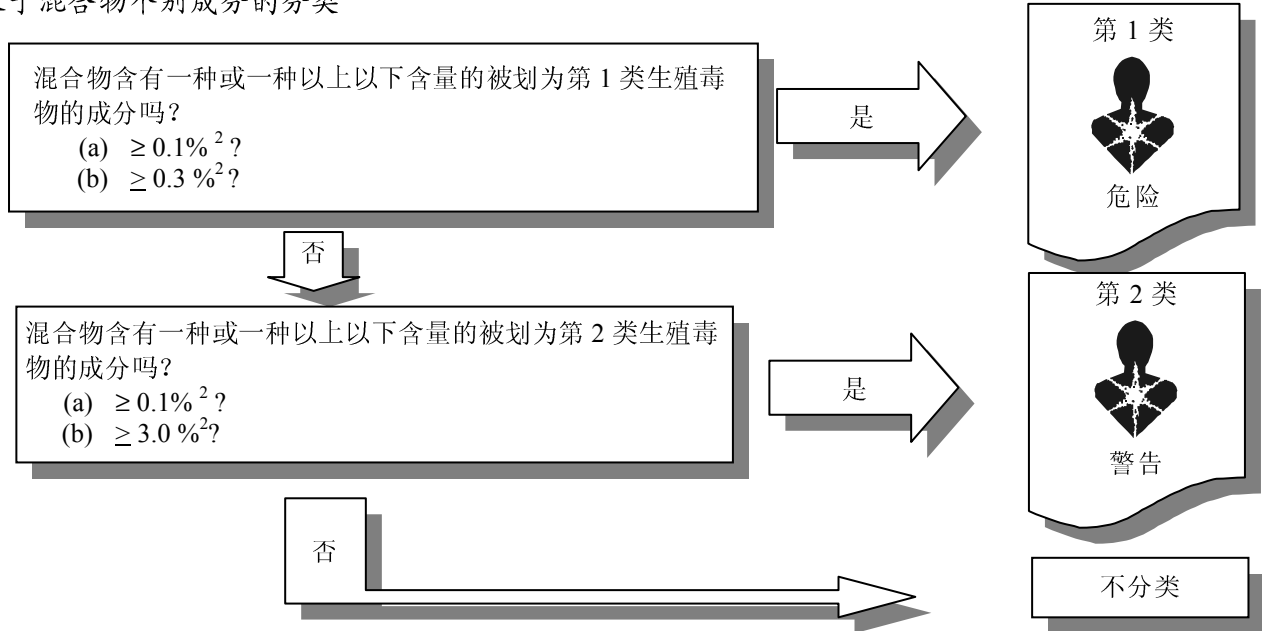 于混合物个别成分的分类
混合物含有一种或一种以上以下含量的被划为第 1 类生殖毒
物的成分吗?
(a) ≥ 0.1% ² ?
(b) ≥ 0.3 %²?
是
第 1 类
危险
否
混合物含有一种或一种以上以下含量的被划为第 2 类生殖毒
物的成分吗?
(a) ≥ 0.1% ² ?
(b) ≥ 3.0 %²?
是
第 2 类
警告
否
不分类